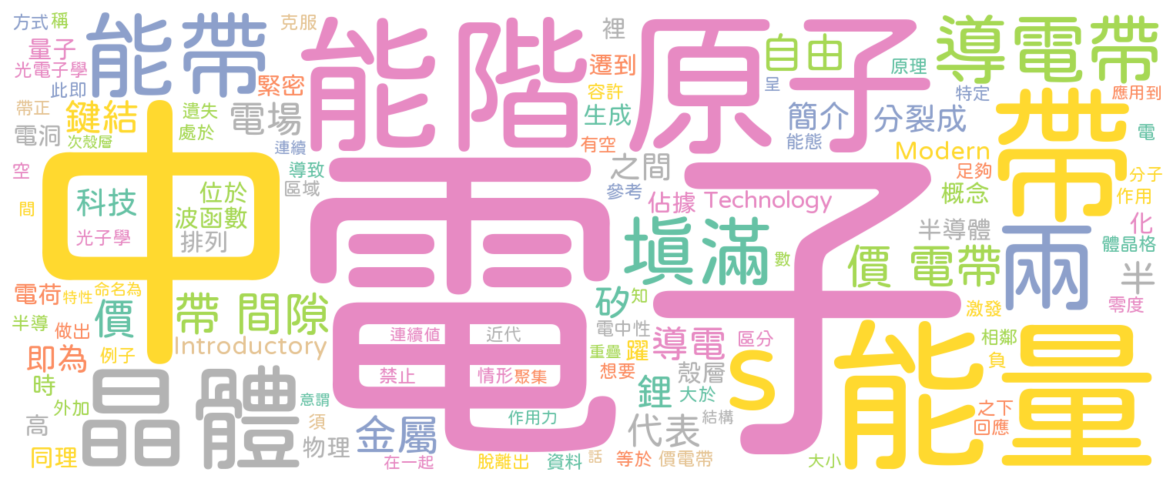 方式
稱
能帶
克服
能階
原子
裡
自由
導電帶
量子
光電子學
此即
緊密
遷到
原理
容許
呈
特定
應用到
帶正
遺失
鍵結
電場
生成
簡介
分裂成
帶
電洞
處於
次殼層
連續
有空
能態
Modern
電
中
導致
之間
足夠
分子
空
區域
參考
概念
作用
科技
位於
電子
佔據
Technology
間
波函數
半導體
化
光子學
排列
填滿
價 電帶
兩
體晶格
數
半
電荷
特性
命名為
矽
知
激發
零度
帶 間隙
價
半導
做出
電中性
連續值
近代
區分
相鄰
Introductory
重疊
躍
導電
S
能量
負
即為
例子
禁止
情形
聚集
想要
殼層
時
晶體
意謂
鋰
大於
外加
之下
高
須
金屬
作用力
代表
結構
回應
同理
物理
在一起
脫離出
資料
話
等於
價電帶
大小